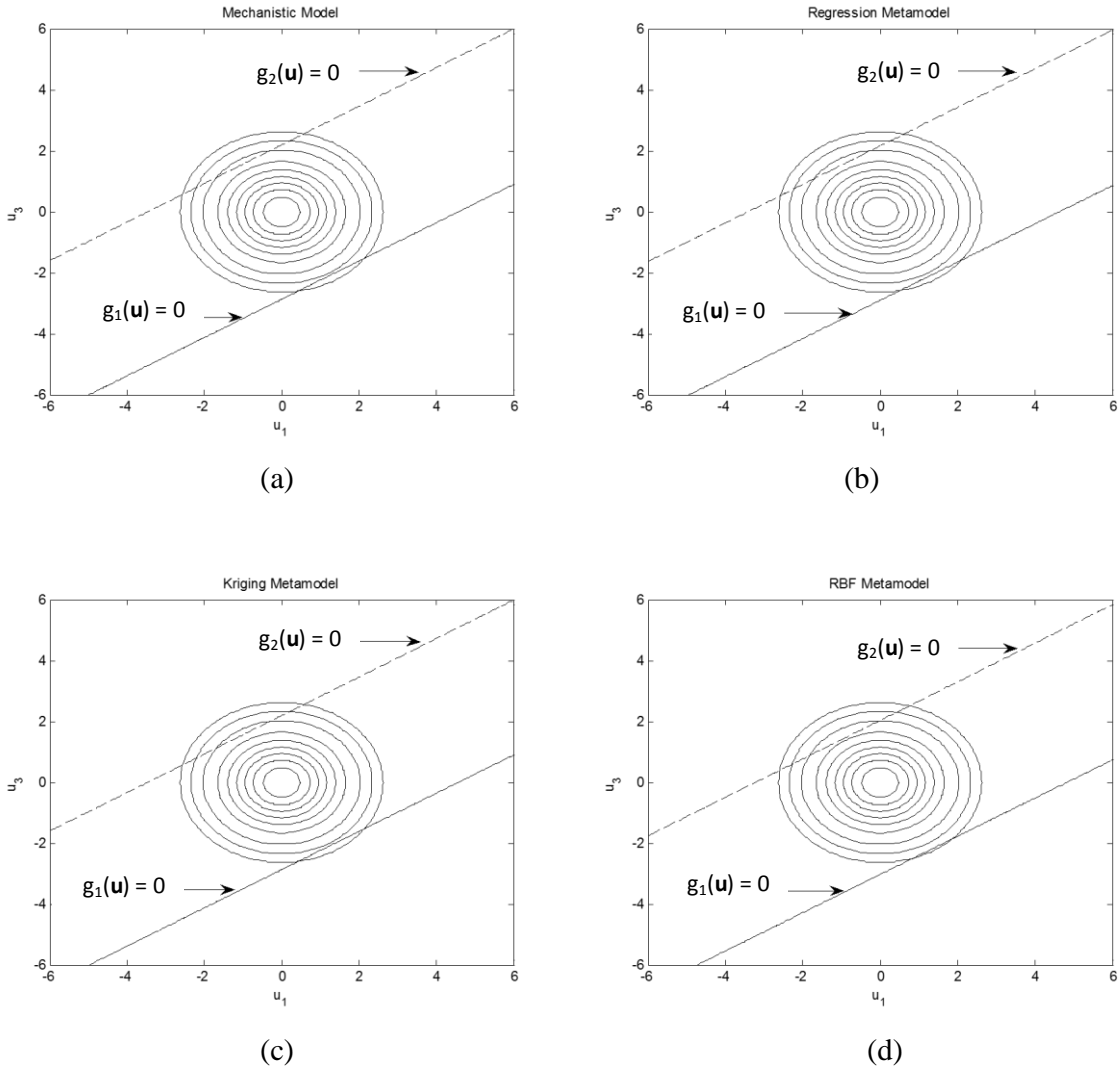 Mechanistic Model
6
4
2
0
-2
-4
-6
u3
g2(u) = 0
g1(u) = 0
-6 -4 -2 0 2 4 6
u1
(a)
Regression Metamodel
6
4
2
0
-2
-4
-6
u3
g2(u) = 0
g1(u) = 0
-6 -4 -2 0 2 4 6
u1
(b)
Kriging Metamodel
6
4
2
0
-2
-4
-6
u3
g2(u) = 0
g1(u) = 0
-6 -4 -2 0 2 4 6
u1
(c)
RBF Metamodel
6
4
2
0
-2
-4
-6
u3
g2(u) = 0
g1(u) = 0
-6 -4 -2 0 2 4 6
u1
(d)